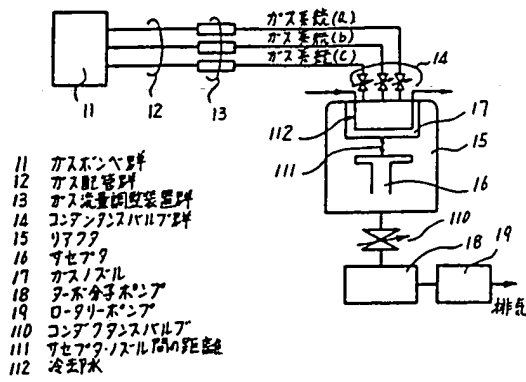 ガス系統(a)
ガス系統(b)
ガス系統(c)
14
11
12
13
112
17
15
111
16
110
18
19
排気
11 ガスボンベ群
12 ガス配管群
13 ガス流量調整装置群
14 コンダンタンスバルブ群
15 リアクタ
16 サセプタ
17 ガスノズル
18 ターボ分子ポンプ
19 ロータリーポンプ
110 コンダクタンスバルブ
111 サセプタ・ノズル間の距離
112 冷却水